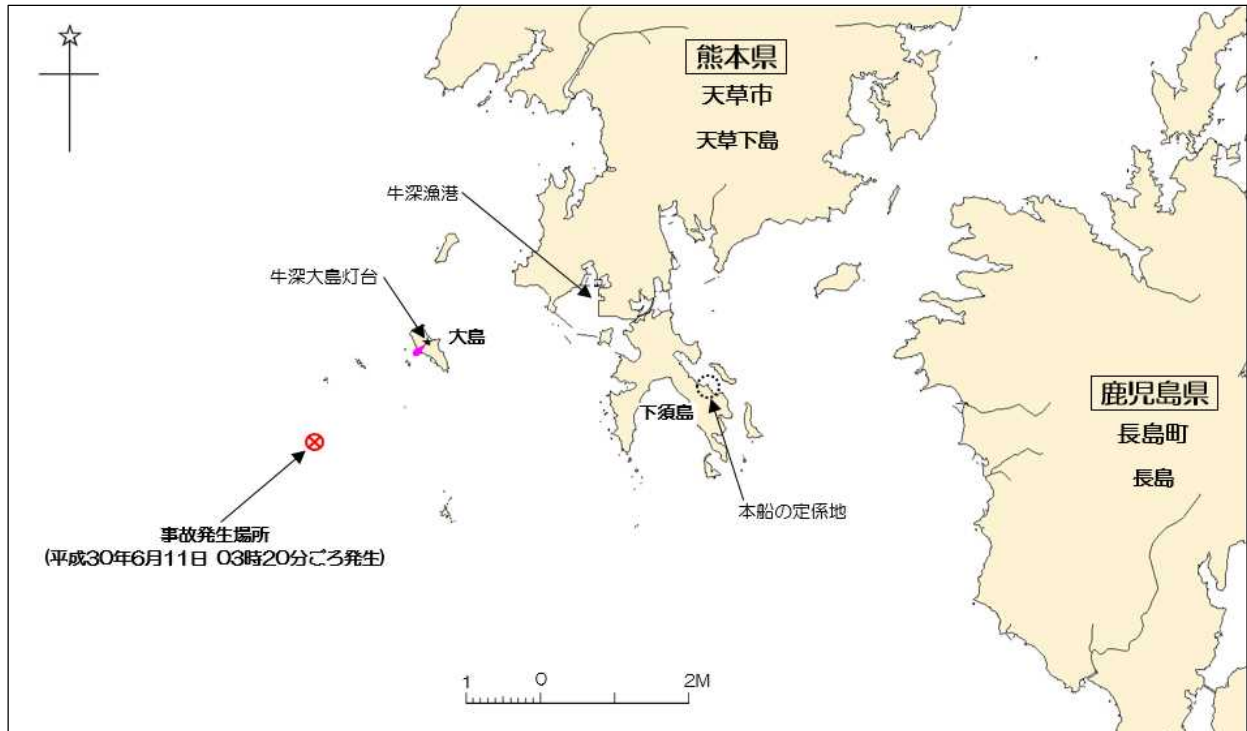 熊本県
天草市
天草下島
牛深漁港
牛深大島灯台
大島
下須島
鹿児島県
長島町
長島
本船の定係地
事故発生場所
(平成30年6月11日 03時20分ごろ発生)
1 0 2M